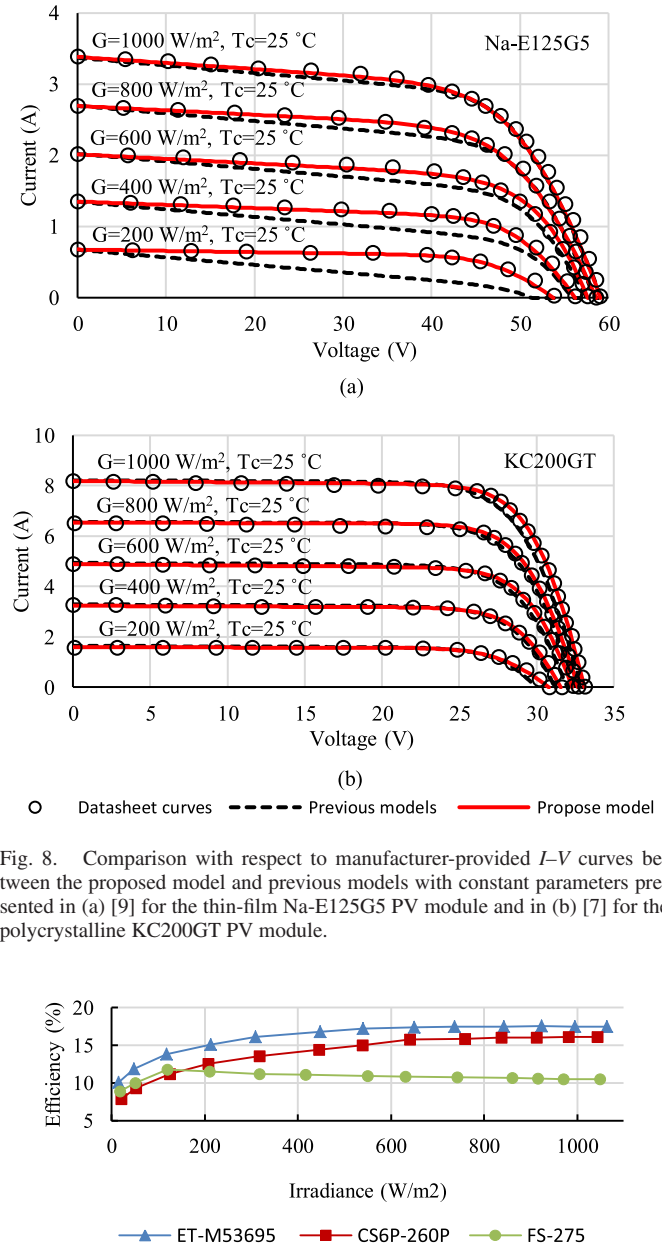 4
3
2
1
0
Current (A)
G=1000 W/m², Tc=25 ˚C
Na-E125G5
G=800 W/m², Tc=25 ˚C
G=600 W/m², Tc=25 ˚C
G=400 W/m², Tc=25 ˚C
G=200 W/m², Tc=25 ˚C
0 10 20 30 40 50 60
Voltage (V)
(a)
10
8
6
4
2
0
Current (A)
G=1000 W/m², Tc=25 ˚C
KC200GT
G=800 W/m², Tc=25 ˚C
G=600 W/m², Tc=25 ˚C
G=400 W/m², Tc=25 ˚C
G=200 W/m², Tc=25 ˚C
0 5 10 15 20 25 30 35
Voltage (V)
(b)
Datasheet curves Previous models Propose model
Fig. 8. Comparison with respect to manufacturer-provided I–V curves be-
tween the proposed model and previous models with constant parameters pre-
sented in (a) [9] for the thin-film Na-E125G5 PV module and in (b) [7] for the
polycrystalline KC200GT PV module.
20
15
10
5
Efficiency (%)
0 200 400 600 800 1000
Irradiance (W/m2)
ET-M53695 CS6P-260P FS-275